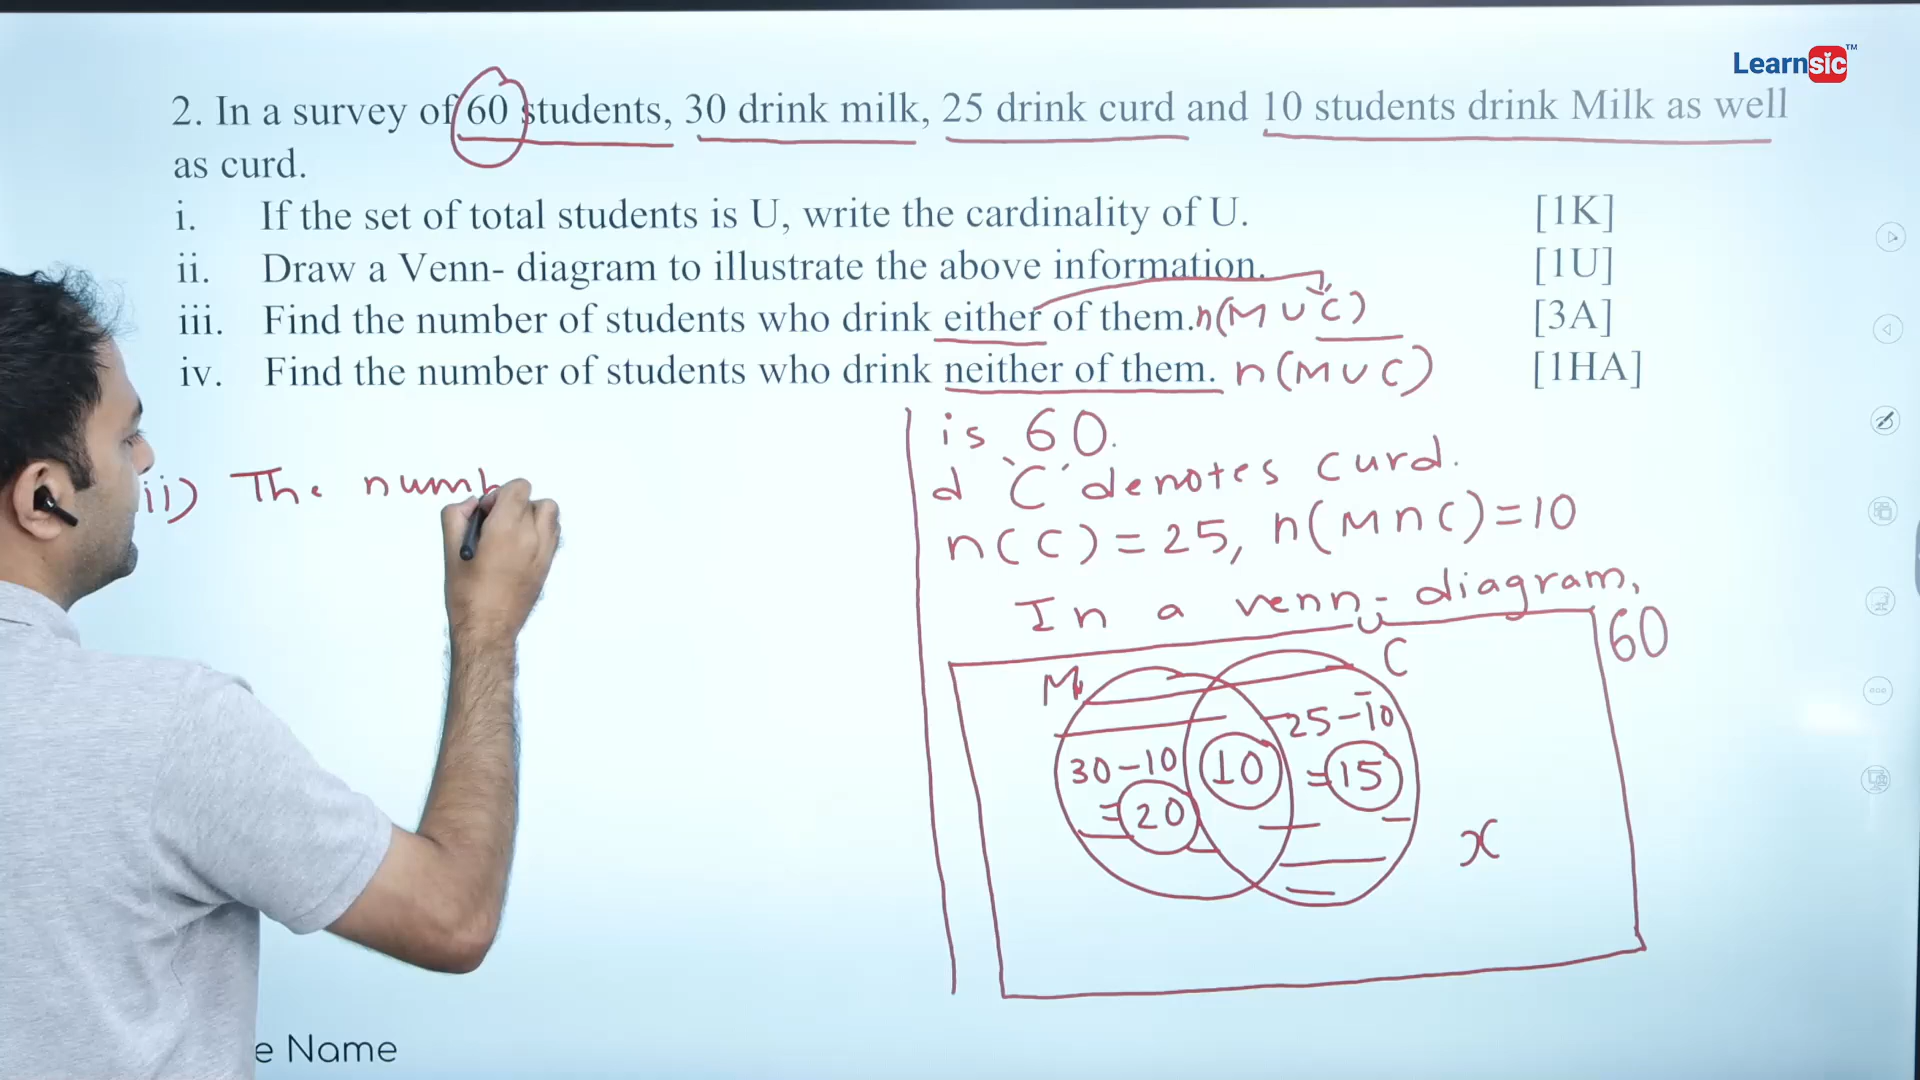 Learnsic™
2. In a survey of 60 students, 30 drink milk, 25 drink curd and 10 students drink Milk as well
as curd.
i. If the set of total students is U, write the cardinality of U. [1K]
ii. Draw a Venn- diagram to illustrate the above information. [1U]
iii. Find the number of students who drink either of them. n(M∪C) [3A]
iv. Find the number of students who drink neither of them. n(M∪C) [1HA]
is 60.
d 'C' denotes curd.
n(C)=25, n(M∩C)=10
In a venn- diagram,
U
60
M
C
30-10
=20
10
25-10
=15
x
ii) The numb
e Name